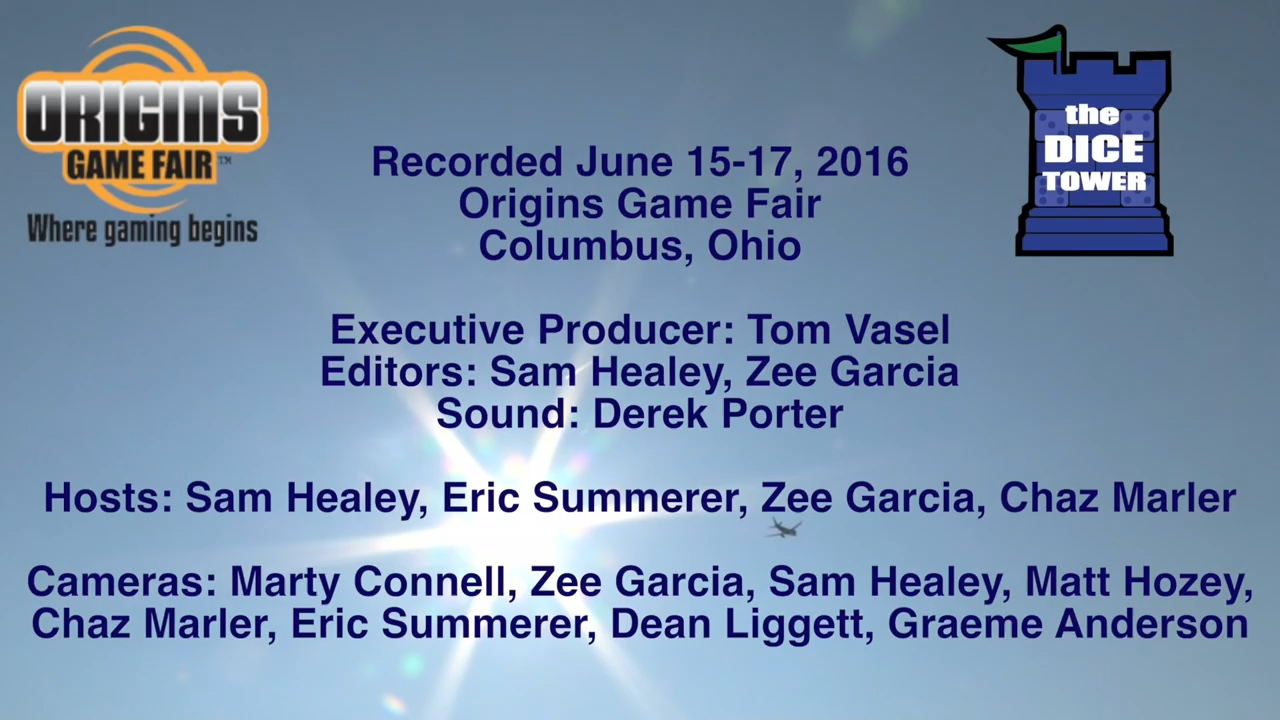 ORIGINS
GAME FAIR™
Where gaming begins
the
DICE
TOWER
Recorded June 15-17, 2016
Origins Game Fair
Columbus, Ohio
Executive Producer: Tom Vasel
Editors: Sam Healey, Zee Garcia
Sound: Derek Porter
Hosts: Sam Healey, Eric Summerer, Zee Garcia, Chaz Marler
Cameras: Marty Connell, Zee Garcia, Sam Healey, Matt Hozey,
Chaz Marler, Eric Summerer, Dean Liggett, Graeme Anderson